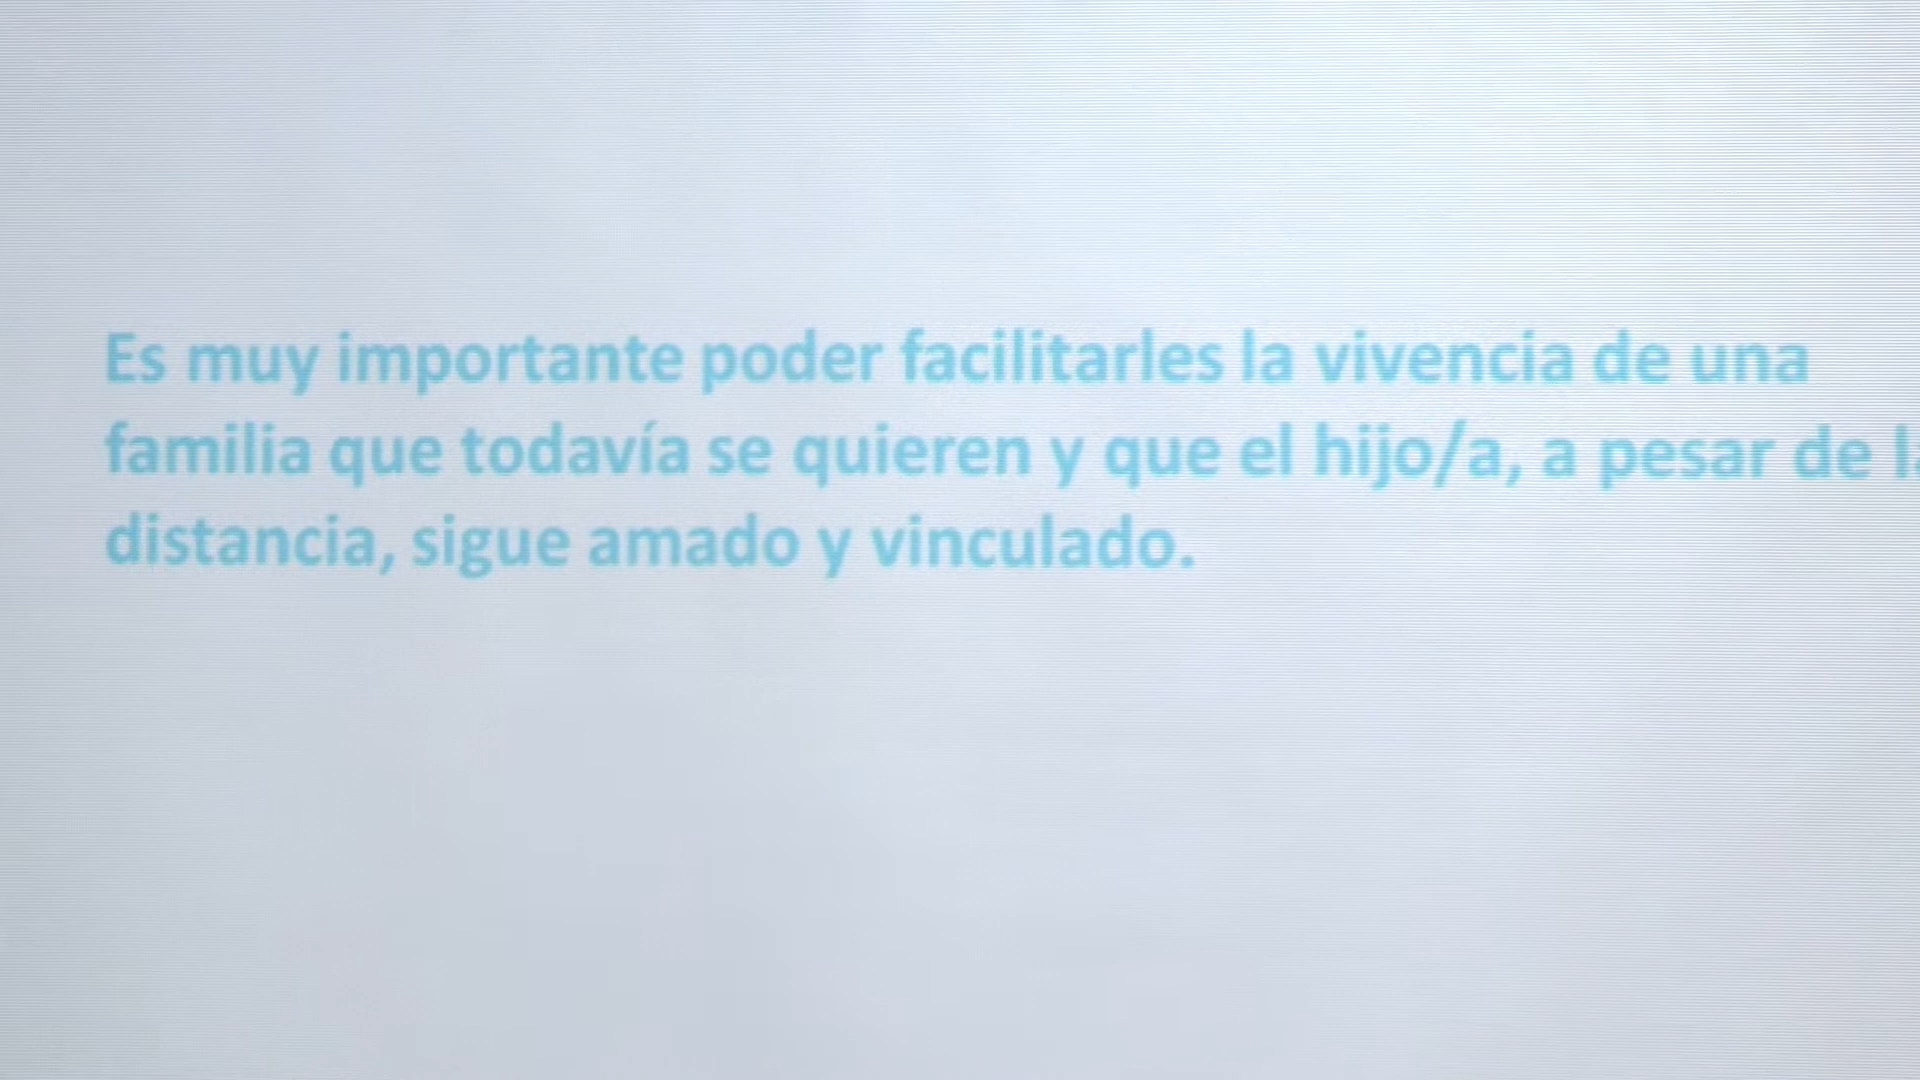 Es muy importante poder facilitarles la vivencia de una
familia que todavía se quieren y que el hijo/a, a pesar de la
distancia, sigue amado y vinculado.